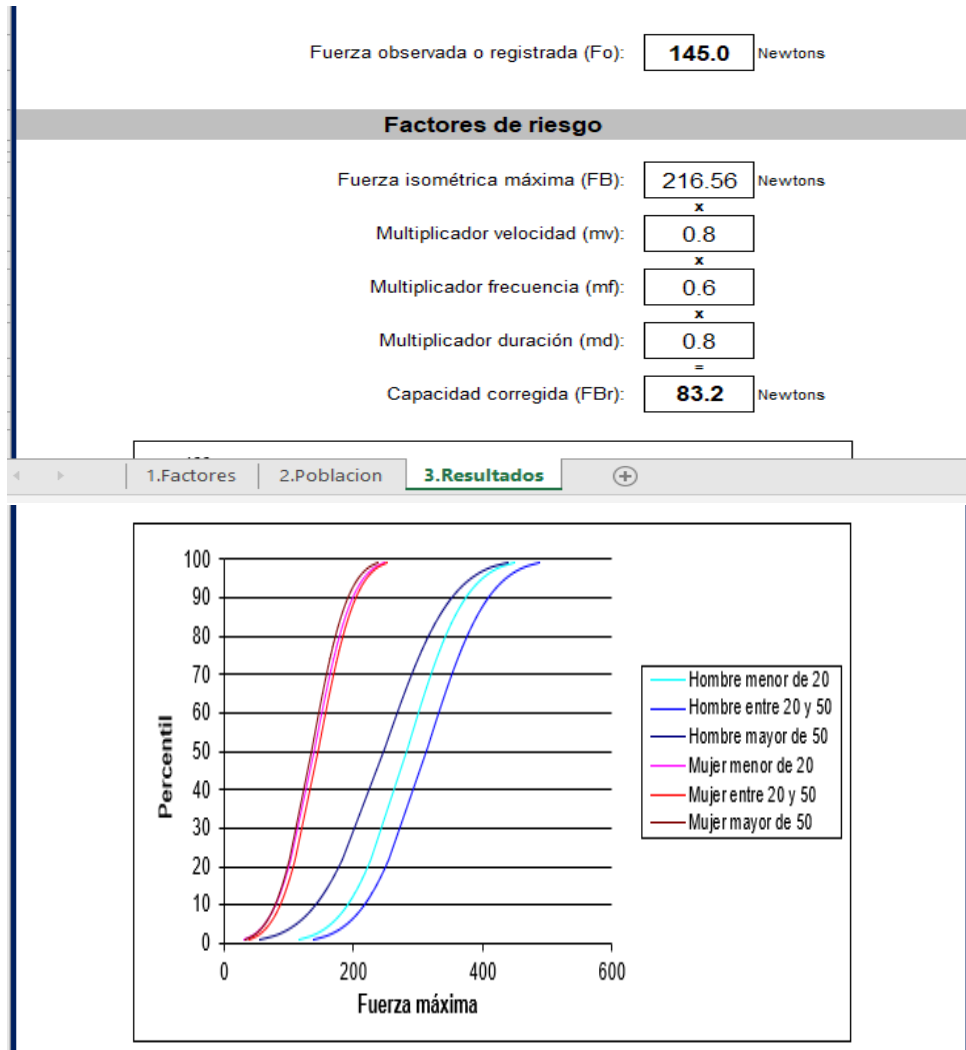 Fuerza observada o registrada (Fo): 145.0 Newtons
Factores de riesgo
Fuerza isométrica máxima (FB): 216.56 Newtons
x
Multiplicador velocidad (mv): 0.8
x
Multiplicador frecuencia (mf): 0.6
x
Multiplicador duración (md): 0.8
=
Capacidad corregida (FBr): 83.2 Newtons
1.Factores 2.Poblacion 3.Resultados
100
90
80
70
60
50
40
30
20
10
0
Percentil
0 200 400 600
Fuerza máxima
Hombre menor de 20
Hombre entre 20 y 50
Hombre mayor de 50
Mujer menor de 20
Mujer entre 20 y 50
Mujer mayor de 50